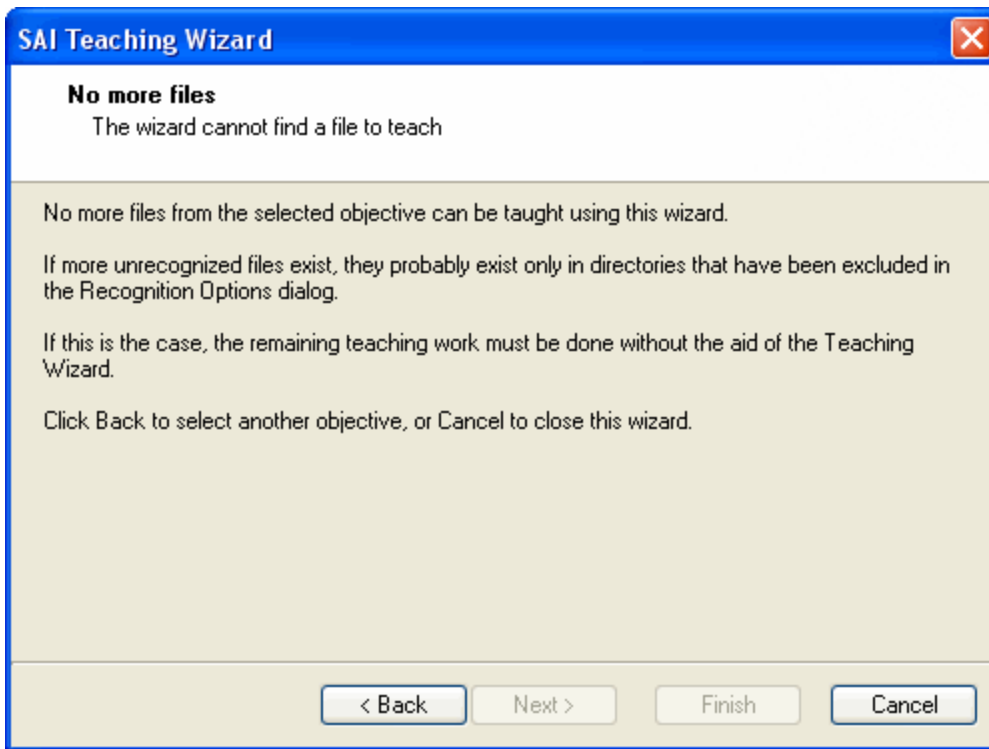 SAI Teaching Wizard
No more files
The wizard cannot find a file to teach
No more files from the selected objective can be taught using this wizard.
If more unrecognized files exist, they probably exist only in directories that have been excluded in
the Recognition Options dialog.
If this is the case, the remaining teaching work must be done without the aid of the Teaching
Wizard.
Click Back to select another objective, or Cancel to close this wizard.
< Back Next > Finish Cancel